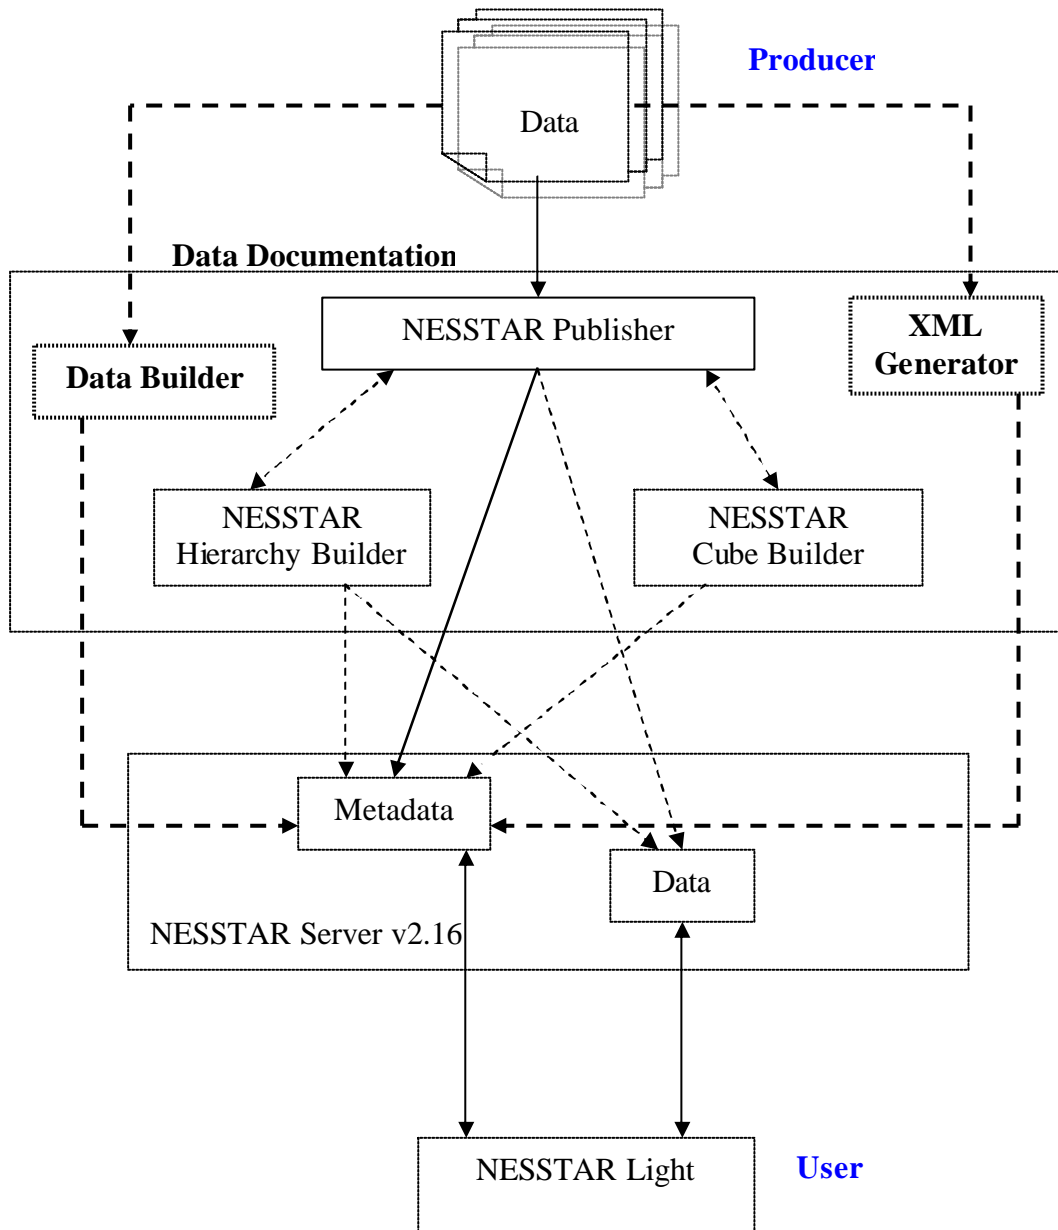 Producer
Data
Data Documentation
NESSTAR Publisher
XML
Generator
Data Builder
NESSTAR
Hierarchy Builder
NESSTAR
Cube Builder
Metadata
Data
NESSTAR Server v2.16
NESSTAR Light
User